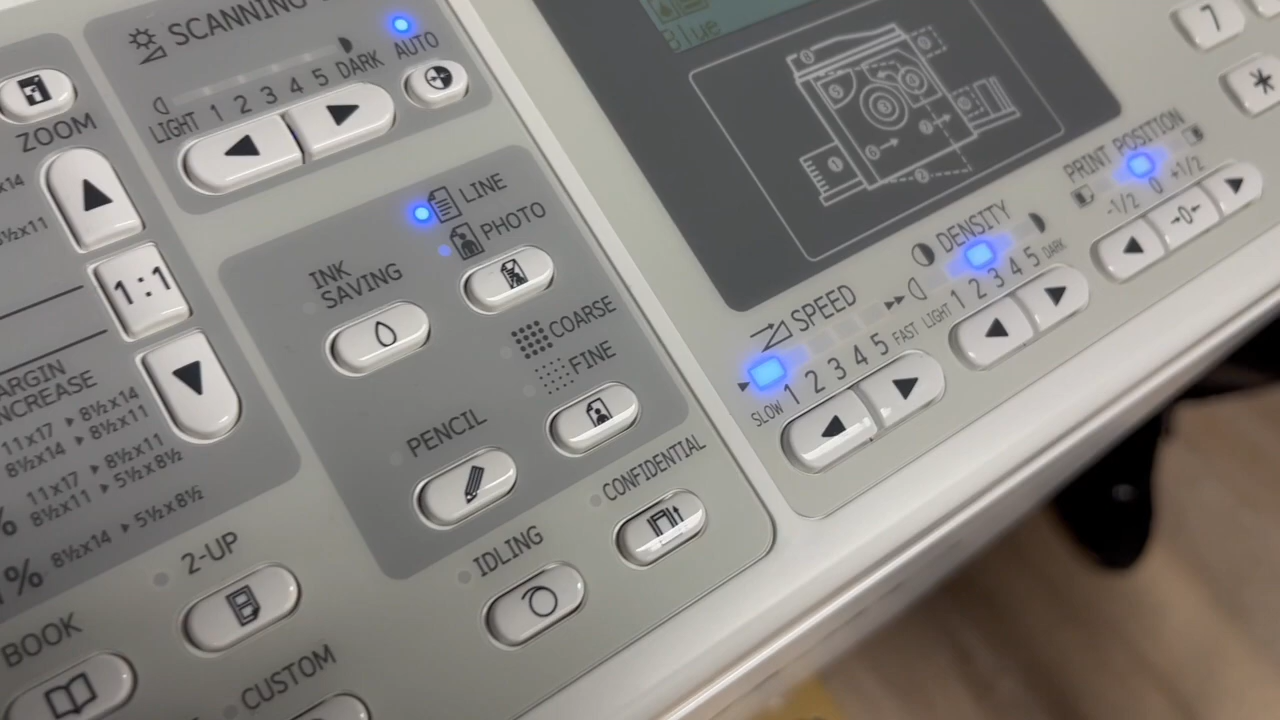 SCANNING
AUTO
LIGHT 1 2 3 4 5 DARK
ZOOM
1:1
11x17 ▸ 8½x14
8½x14 ▸ 8½x11
11x17 ▸ 8½x11
8½x11 ▸ 5½x8½
% 8½x14 ▸ 5½x8½
LINE
PHOTO
INK
SAVING
COARSE
FINE
PENCIL
CONFIDENTIAL
IDLING
2-UP
BOOK
CUSTOM
Blue
SPEED
SLOW 1 2 3 4 5 FAST
DENSITY
LIGHT 1 2 3 4 5 DARK
PRINT POSITION
-1/2 0 +1/2
→0←
7
*